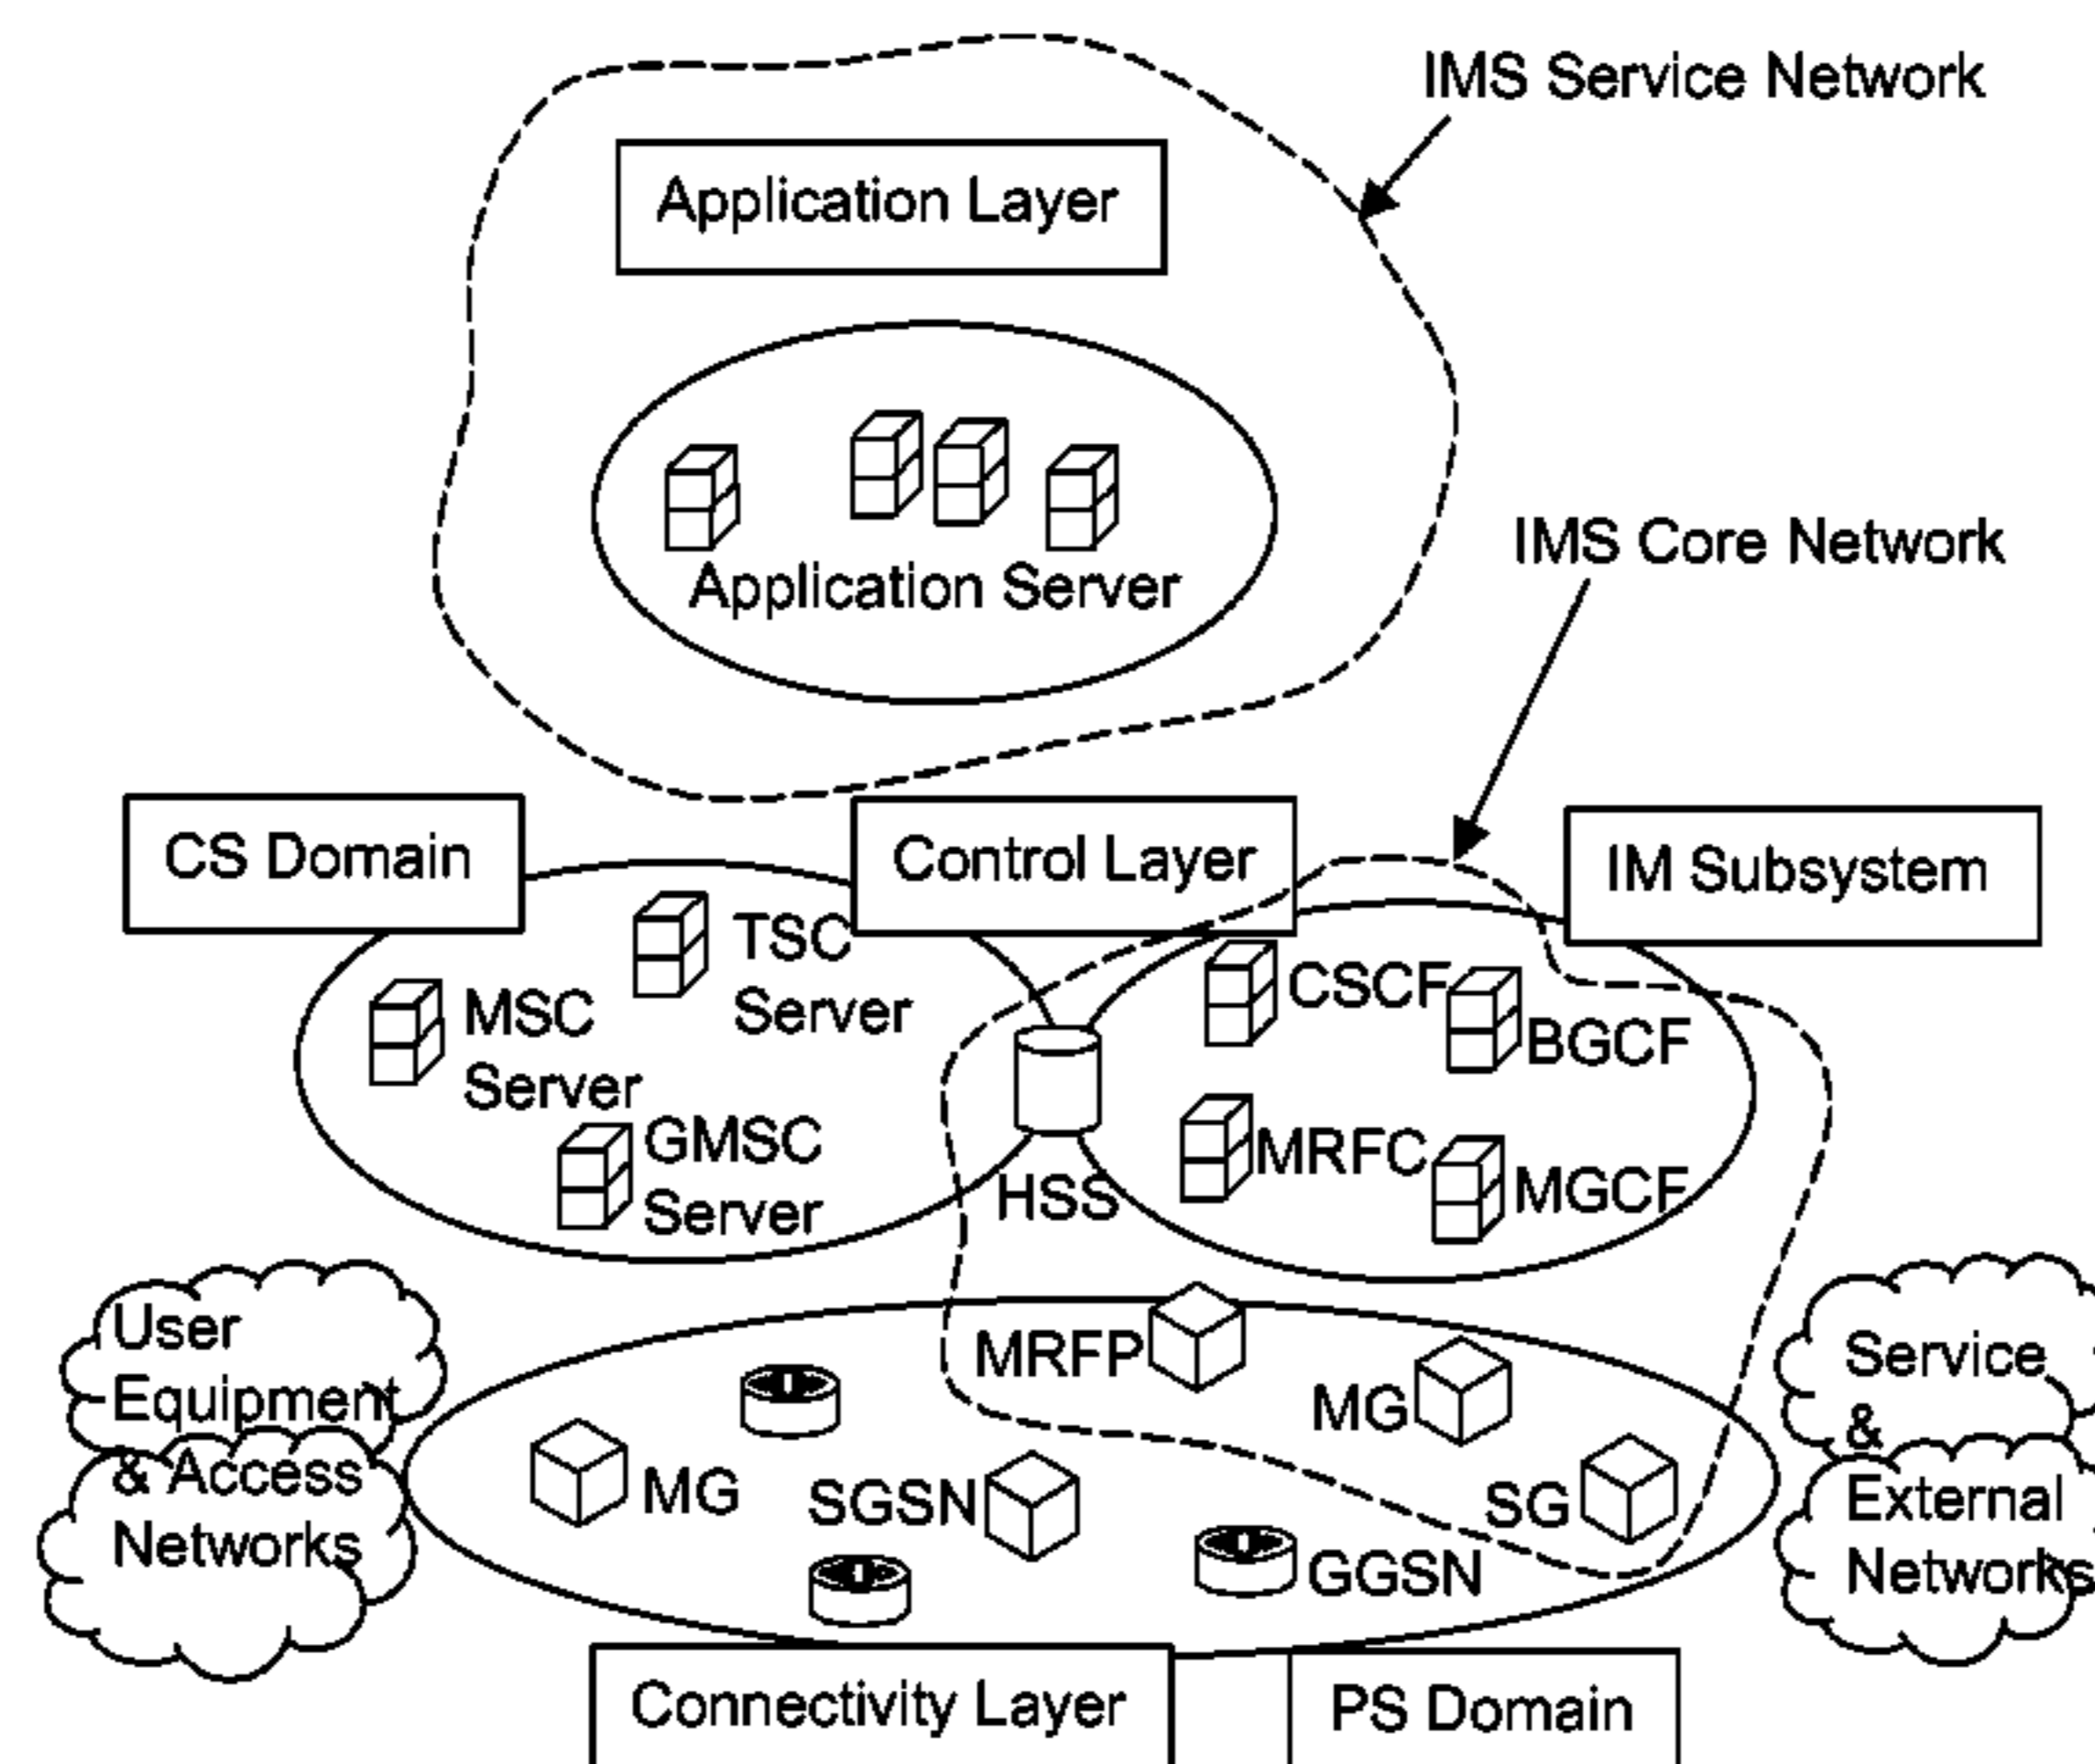 IMS Service Network
Application Layer
Application Server
IMS Core Network
CS Domain
Control Layer
IM Subsystem
TSC
Server
MSC
Server
GMSC
Server
HSS
CSCF
BGCF
MRFC
MGCF
User
Equipment
& Access
Networks
MRFP
MG
MG
SGSN
SG
GGSN
Service
&
External
Networks
Connectivity Layer
PS Domain